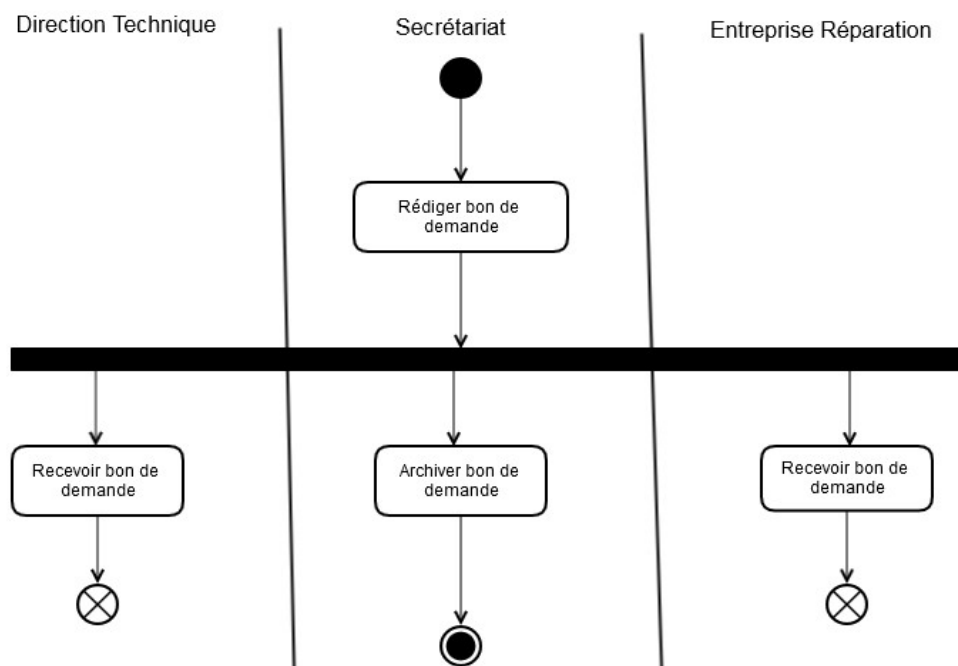 Direction Technique
Secrétariat
Entreprise Réparation
Rédiger bon de
demande
Recevoir bon de
demande
Archiver bon de
demande
Recevoir bon de
demande